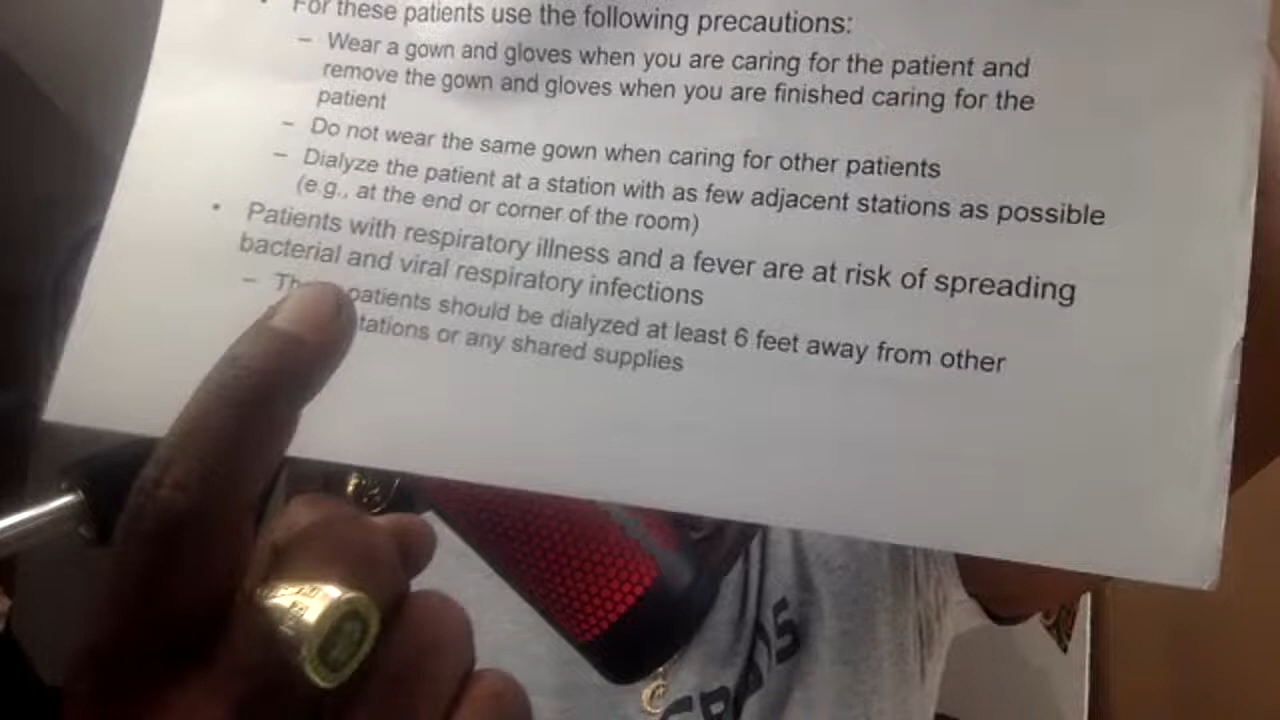 • For these patients use the following precautions:
– Wear a gown and gloves when you are caring for the patient and
remove the gown and gloves when you are finished caring for the
patient
– Do not wear the same gown when caring for other patients
– Dialyze the patient at a station with as few adjacent stations as possible
(e.g., at the end or corner of the room)
• Patients with respiratory illness and a fever are at risk of spreading
bacterial and viral respiratory infections
– patients should be dialyzed at least 6 feet away from other
or any shared supplies